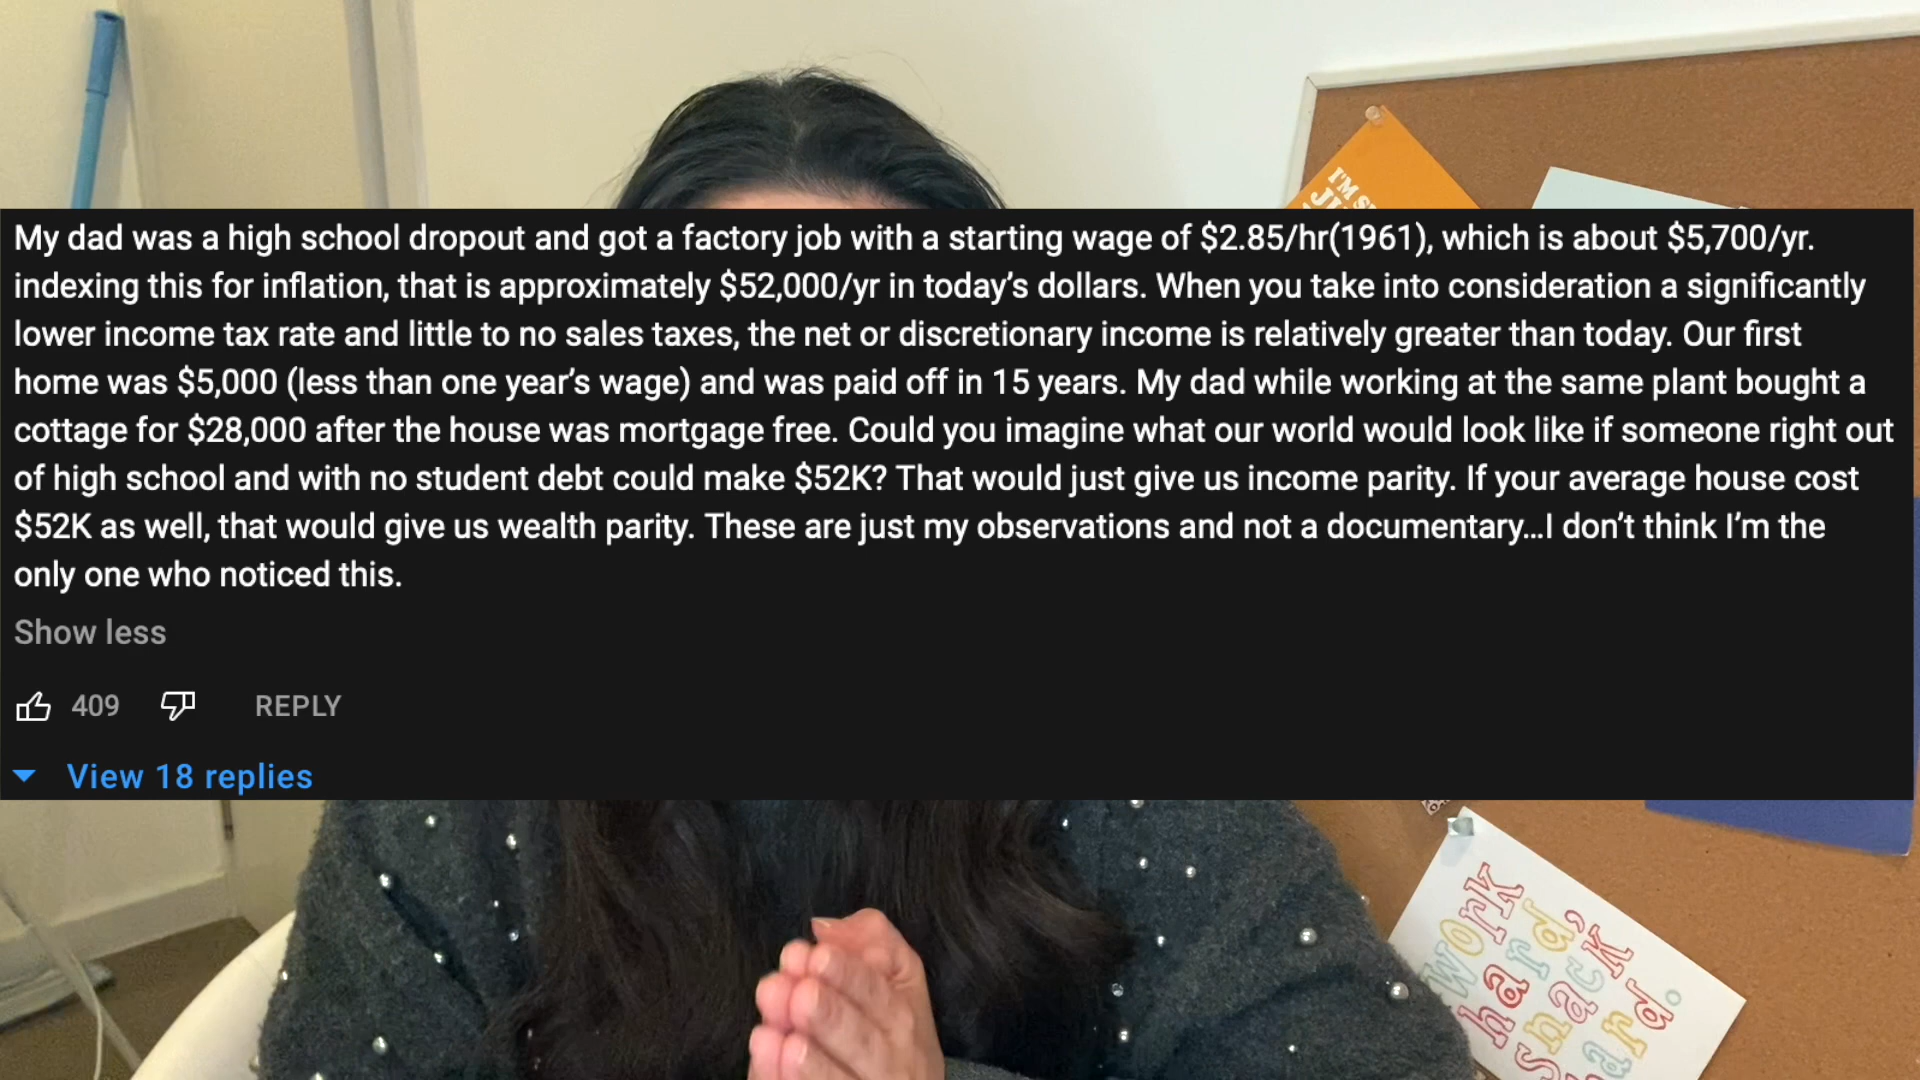 I'M S
JU
My dad was a high school dropout and got a factory job with a starting wage of $2.85/hr(1961), which is about $5,700/yr.
indexing this for inflation, that is approximately $52,000/yr in today’s dollars. When you take into consideration a significantly
lower income tax rate and little to no sales taxes, the net or discretionary income is relatively greater than today. Our first
home was $5,000 (less than one year’s wage) and was paid off in 15 years. My dad while working at the same plant bought a
cottage for $28,000 after the house was mortgage free. Could you imagine what our world would look like if someone right out
of high school and with no student debt could make $52K? That would just give us income parity. If your average house cost
$52K as well, that would give us wealth parity. These are just my observations and not a documentary…I don’t think I’m the
only one who noticed this.
Show less
409 REPLY
View 18 replies
work
hard,
snack
hard.